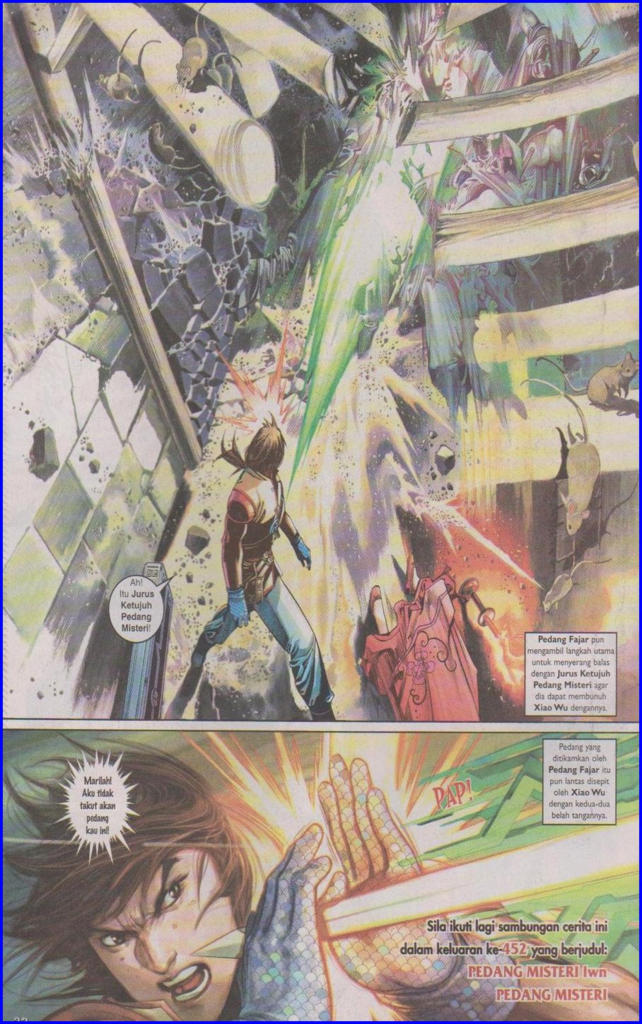 Ah!
Itu Jurus
Ketujuh
Pedang
Misteri!
Pedang Fajar pun
mengambil langkah utama
untuk menyerang balas
dengan Jurus Ketujuh
Pedang Misteri agar
dia dapat membunuh
Xiao Wu dengannya.
Marilah!
Aku tidak
takut akan
pedang
kau ini!
PAP!
Pedang yang
ditikamkan oleh
Pedang Fajar itu
pun lantas disepit
oleh Xiao Wu
dengan kedua-dua
belah tangannya.
Sila ikuti lagi sambungan cerita ini
dalam keluaran ke-452 yang berjudul:
PEDANG MISTERI lwn
PEDANG MISTERI